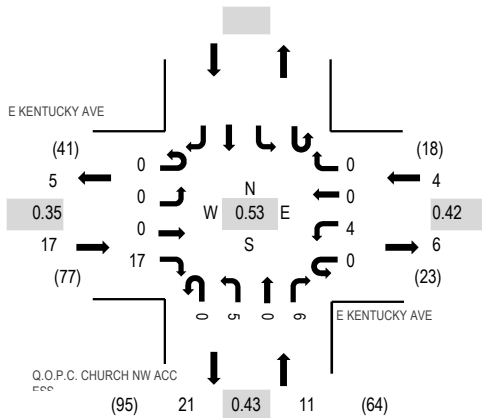 E KENTUCKY AVE
(41) 0 0 (18)
5 0 N 0 4
0.35 W 0.53 E 0.42
17 0 S 4 6
(77) 17 0 (23)
0 5 0 6
E KENTUCKY AVE
Q.O.P.C. CHURCH NW ACC
ESS
(95) 21 0.43 11 (64)